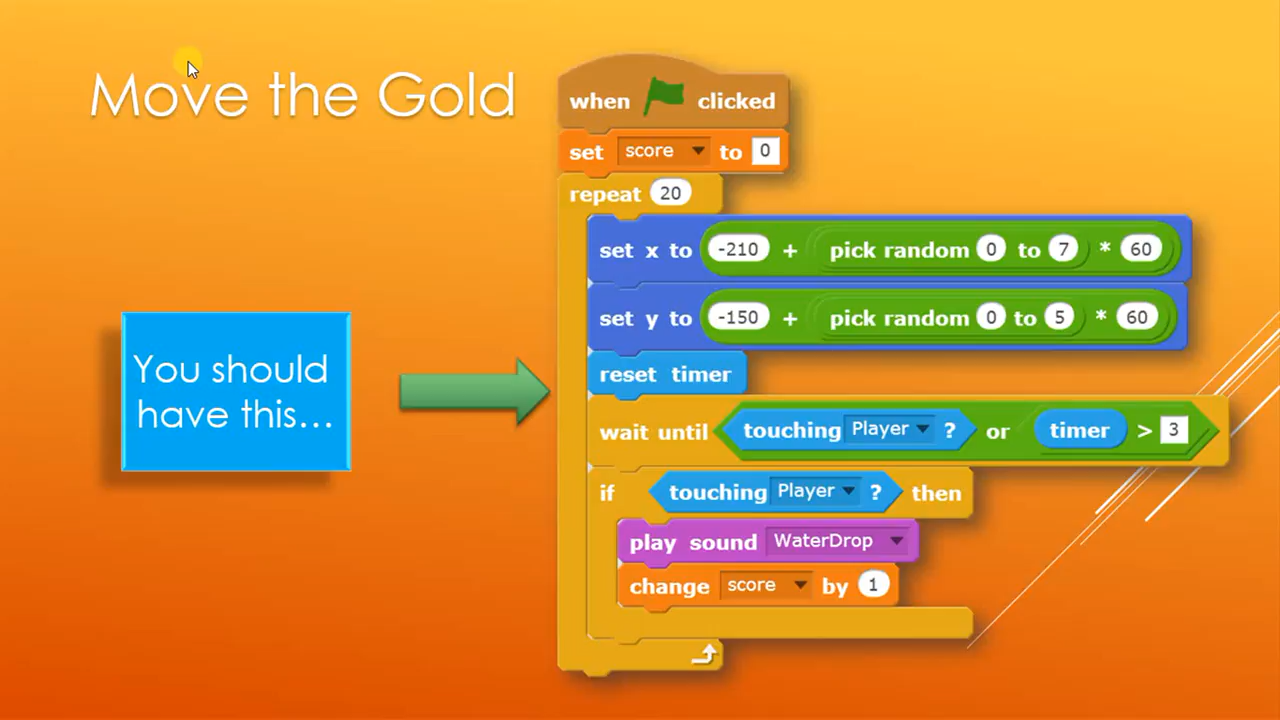 Move the Gold
You should
have this...
when clicked
set score to 0
repeat 20
set x to -210 + pick random 0 to 7 * 60
set y to -150 + pick random 0 to 5 * 60
reset timer
wait until touching Player ? or timer > 3
if touching Player ? then
play sound WaterDrop
change score by 1